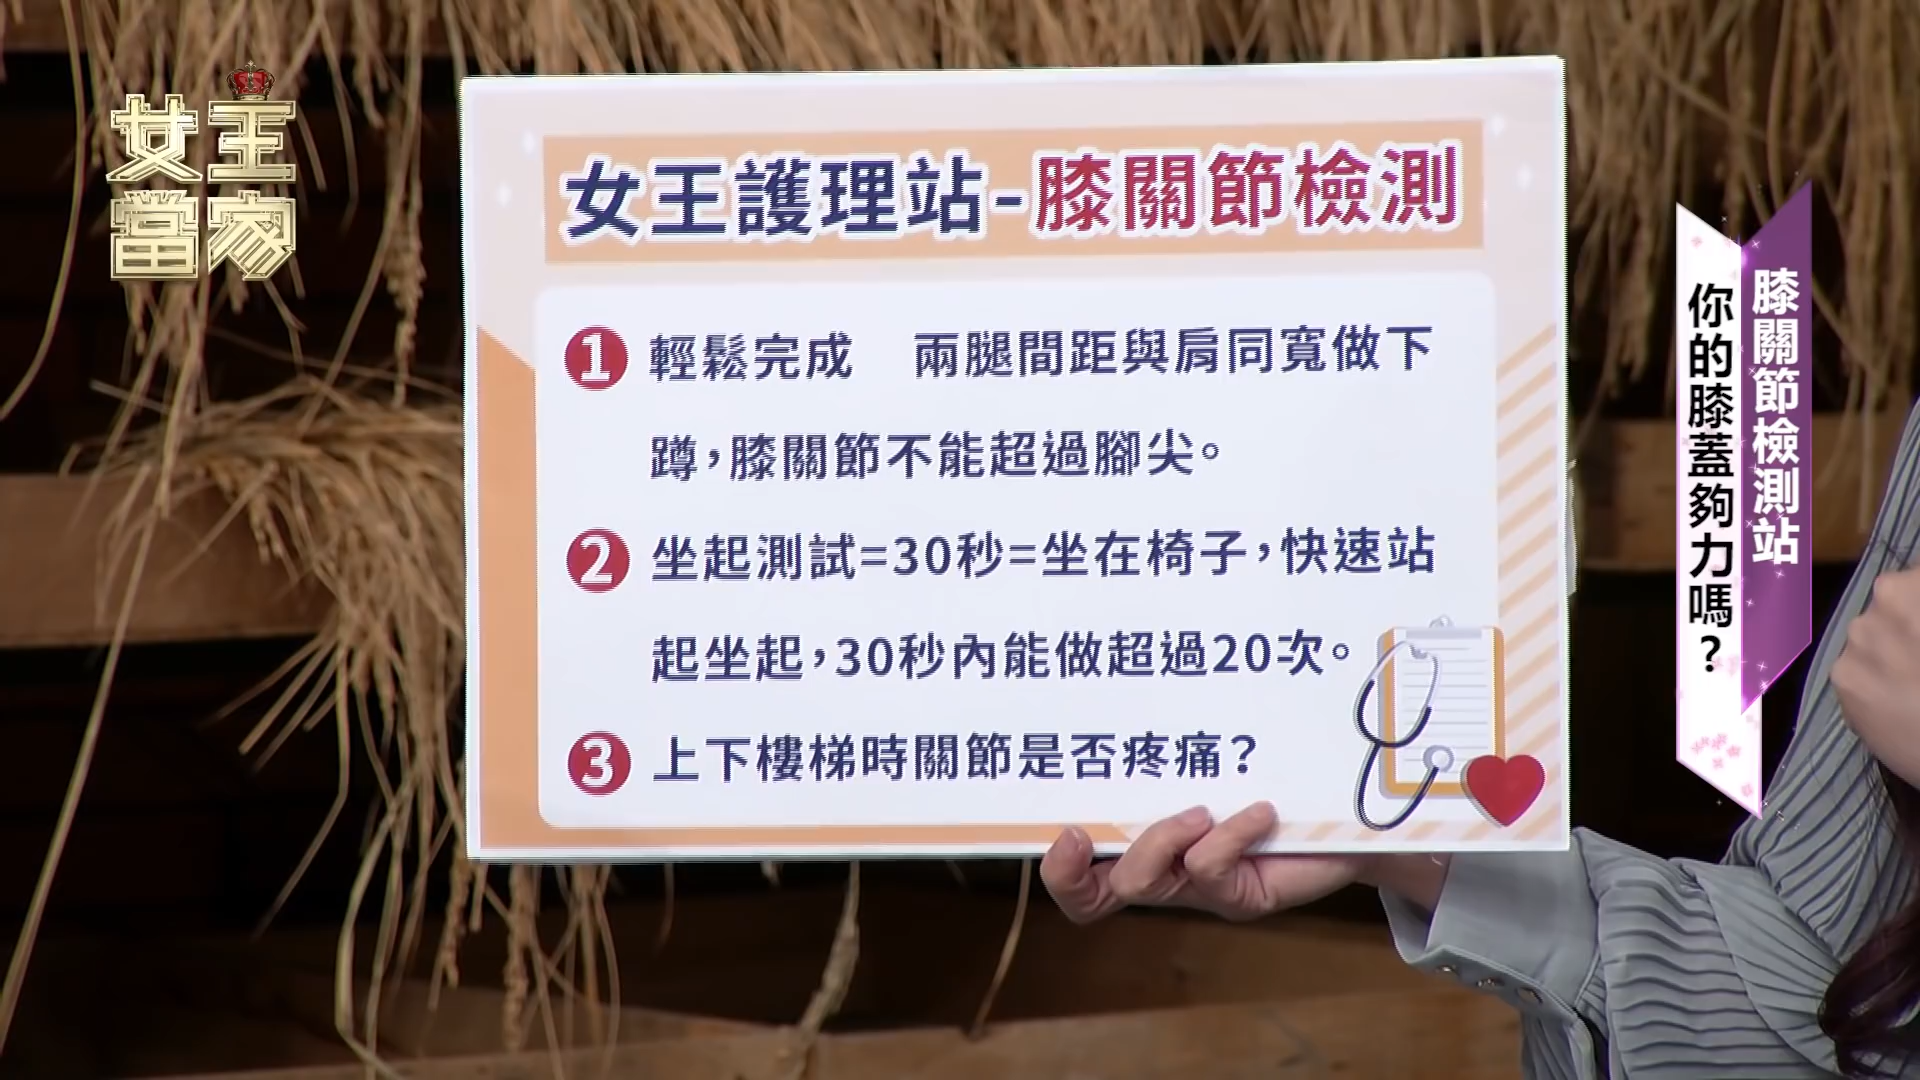 女王
當家
女王護理站-膝關節檢測
1 輕鬆完成 兩腿間距與肩同寬做下
蹲,膝關節不能超過腳尖。
2 坐起測試=30秒=坐在椅子,快速站
起坐起,30秒內能做超過20次。
3 上下樓梯時關節是否疼痛?
膝關節檢測站
你的膝蓋夠力嗎?